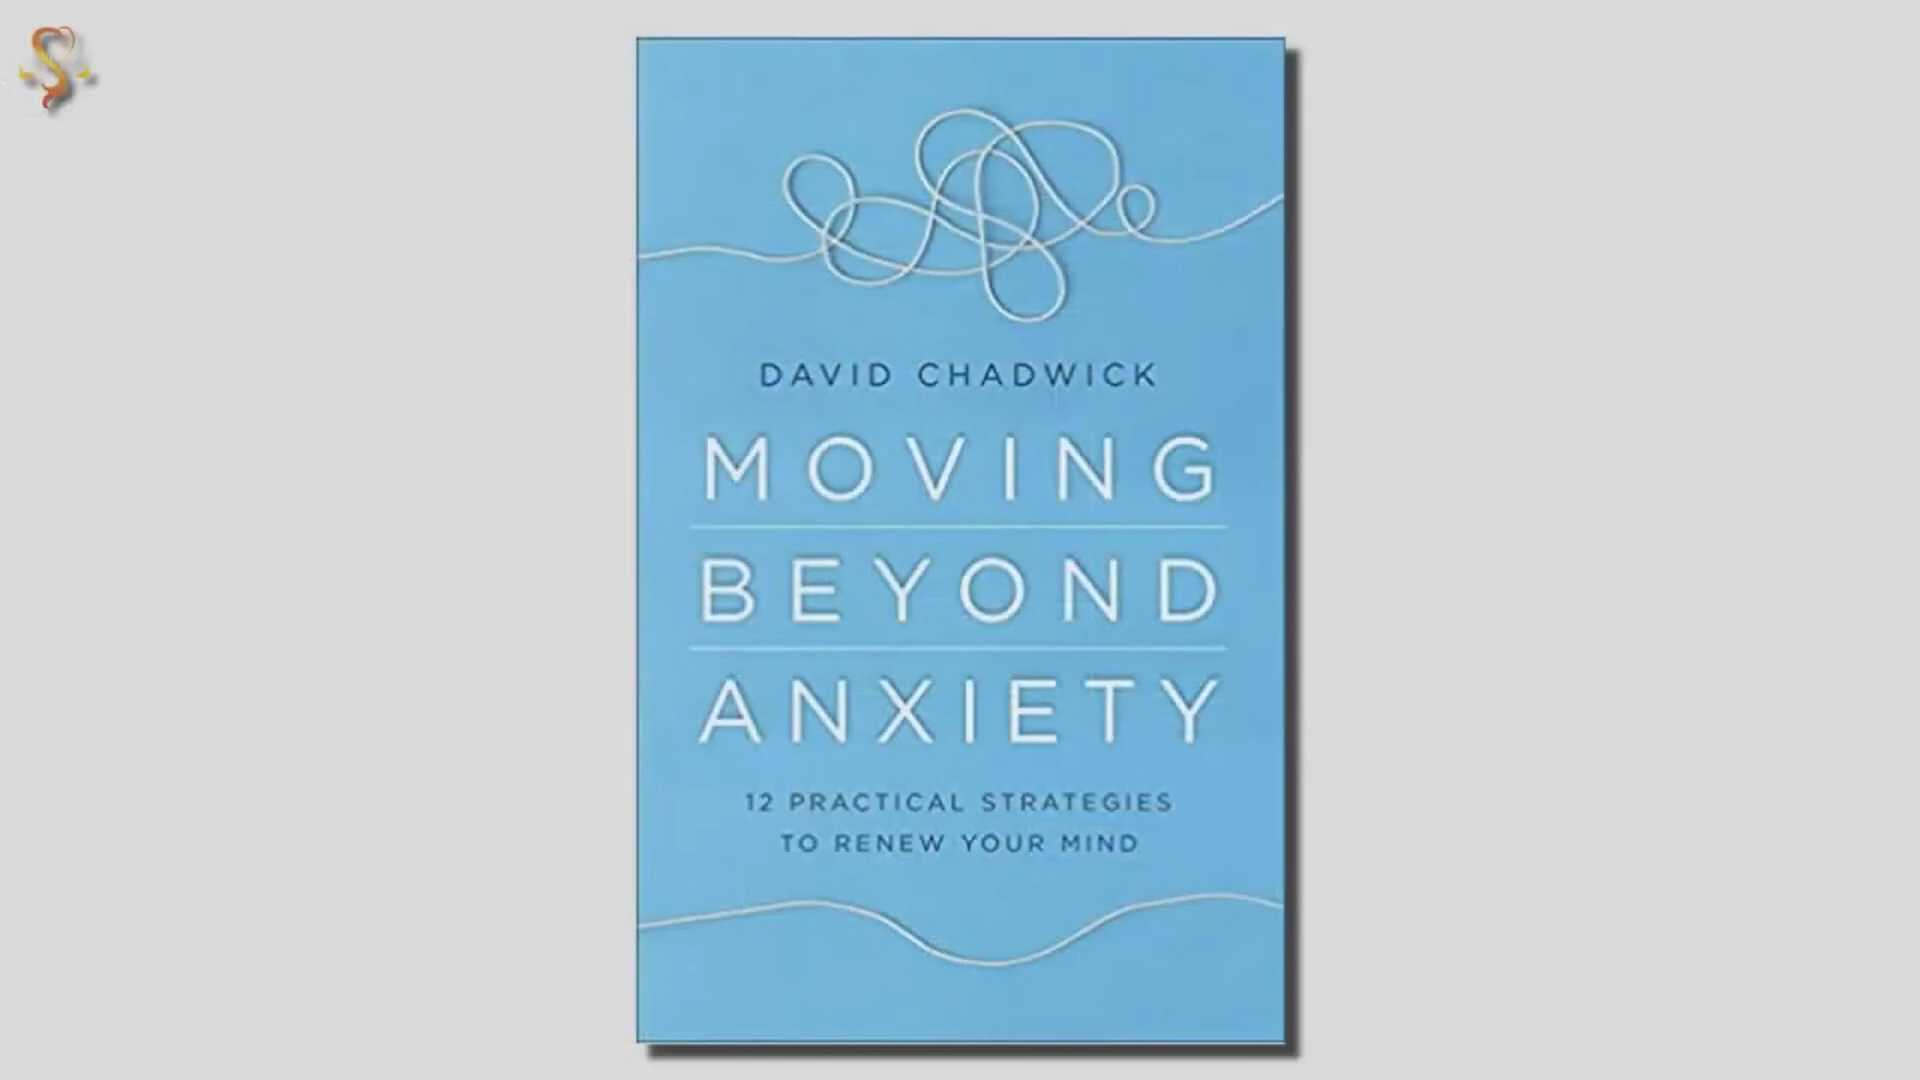 DAVID CHADWICK
MOVING
BEYOND
ANXIETY
12 PRACTICAL STRATEGIES
TO RENEW YOUR MIND